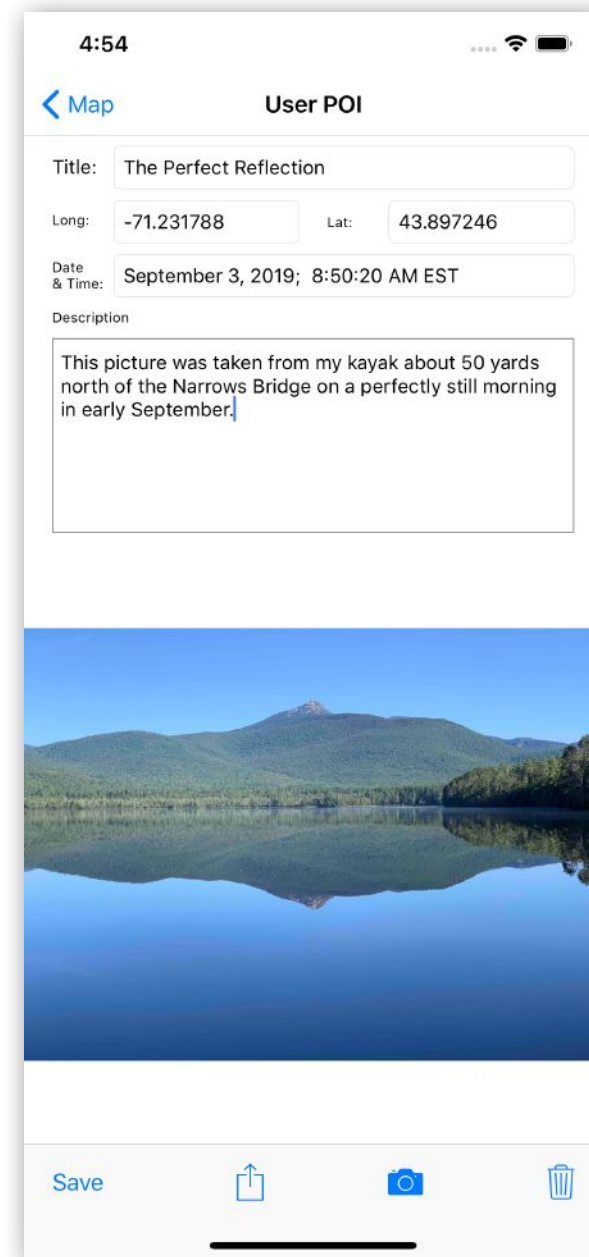 4:54
Map User POI
Title: The Perfect Reflection
Long: -71.231788 Lat: 43.897246
Date
& Time: September 3, 2019; 8:50:20 AM EST
Description
This picture was taken from my kayak about 50 yards
north of the Narrows Bridge on a perfectly still morning
in early September.
Save